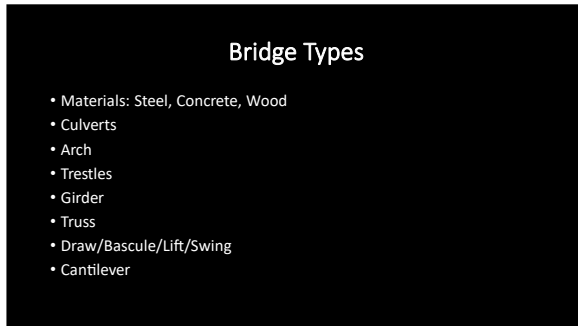 Bridge Types
• Materials: Steel, Concrete, Wood
• Culverts
• Arch
• Trestles
• Girder
• Truss
• Draw/Bascule/Lift/Swing
• Cantilever